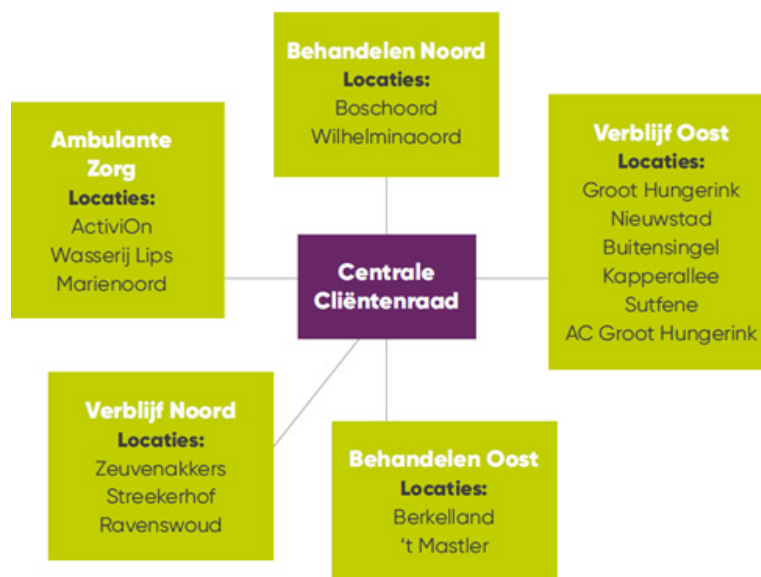 Behandelen Noord
Locaties:
Boschoord
Wilhelminaoord
Ambulante
Zorg
Locaties:
ActiviOn
Wasserij Lips
Marienoord
Verblijf Oost
Locaties:
Groot Hungerink
Nieuwstad
Buitensingel
Kapperallee
Sutfene
AC Groot Hungerink
Centrale
Cliëntenraad
Verblijf Noord
Locaties:
Zeuvenakkers
Streekerhof
Ravenswoud
Behandelen Oost
Locaties:
Berkelland
‘t Mastler